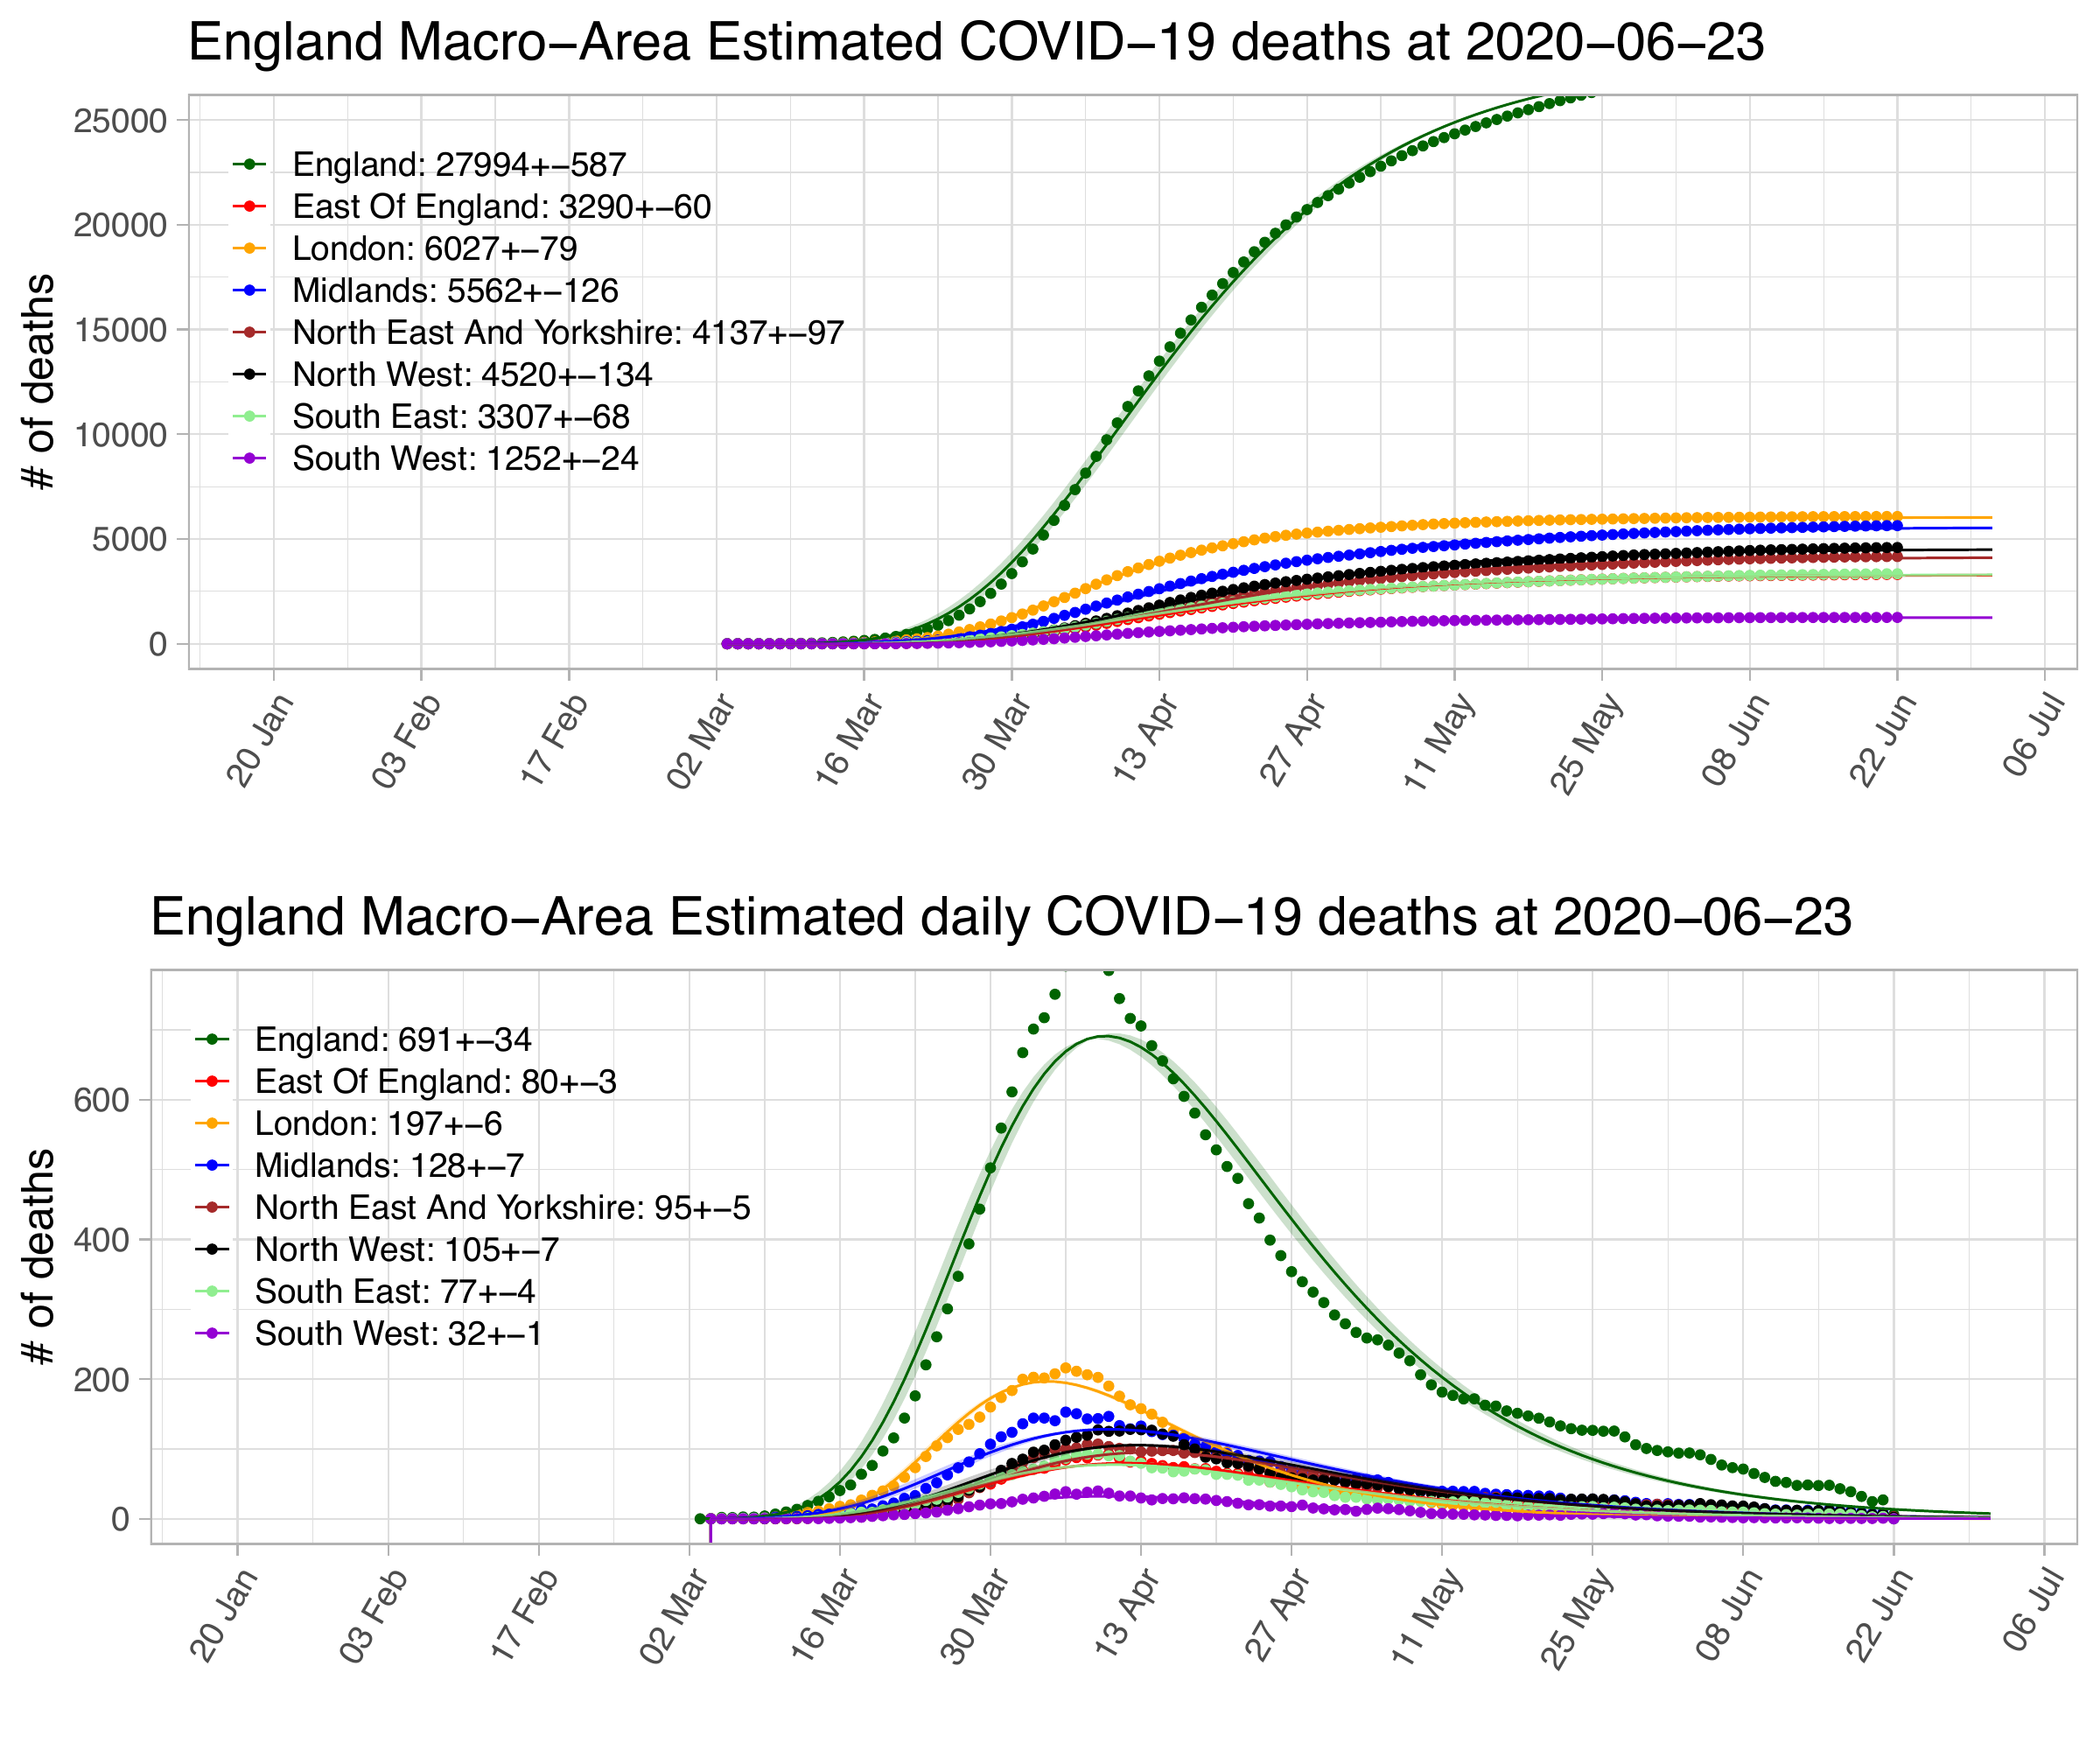 England Macro−Area Estimated COVID−19 deaths at 2020−06−23
# of deaths
25000
20000
15000
10000
5000
0
England: 27994+−587
East Of England: 3290+−60
London: 6027+−79
Midlands: 5562+−126
North East And Yorkshire: 4137+−97
North West: 4520+−134
South East: 3307+−68
South West: 1252+−24
20 Jan
03 Feb
17 Feb
02 Mar
16 Mar
30 Mar
13 Apr
27 Apr
11 May
25 May
08 Jun
22 Jun
06 Jul
England Macro−Area Estimated daily COVID−19 deaths at 2020−06−23
# of deaths
600
400
200
0
England: 691+−34
East Of England: 80+−3
London: 197+−6
Midlands: 128+−7
North East And Yorkshire: 95+−5
North West: 105+−7
South East: 77+−4
South West: 32+−1
20 Jan
03 Feb
17 Feb
02 Mar
16 Mar
30 Mar
13 Apr
27 Apr
11 May
25 May
08 Jun
22 Jun
06 Jul